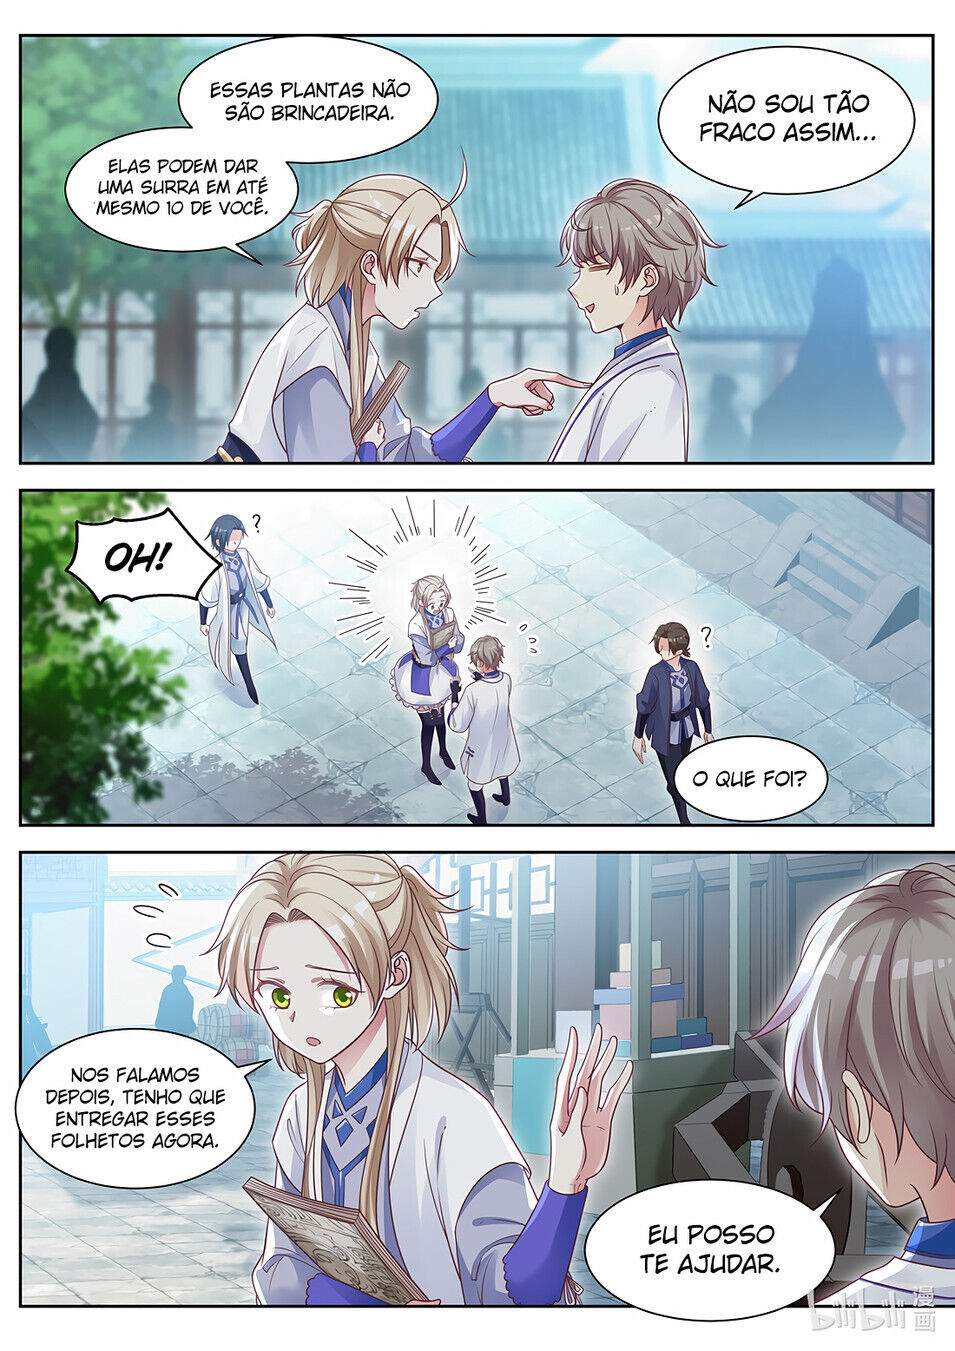 ESSAS PLANTAS NÃO
SÃO BRINCADEIRA.
ELAS PODEM DAR
UMA SURRA EM ATÉ
MESMO 10 DE VOCÊ.
NÃO SOU TÃO
FRACO ASSIM...
OH!
?
?
O QUE FOI?
NOS FALAMOS
DEPOIS, TENHO QUE
ENTREGAR ESSES
FOLHETOS AGORA.
EU POSSO
TE AJUDAR.
bilibili 漫画